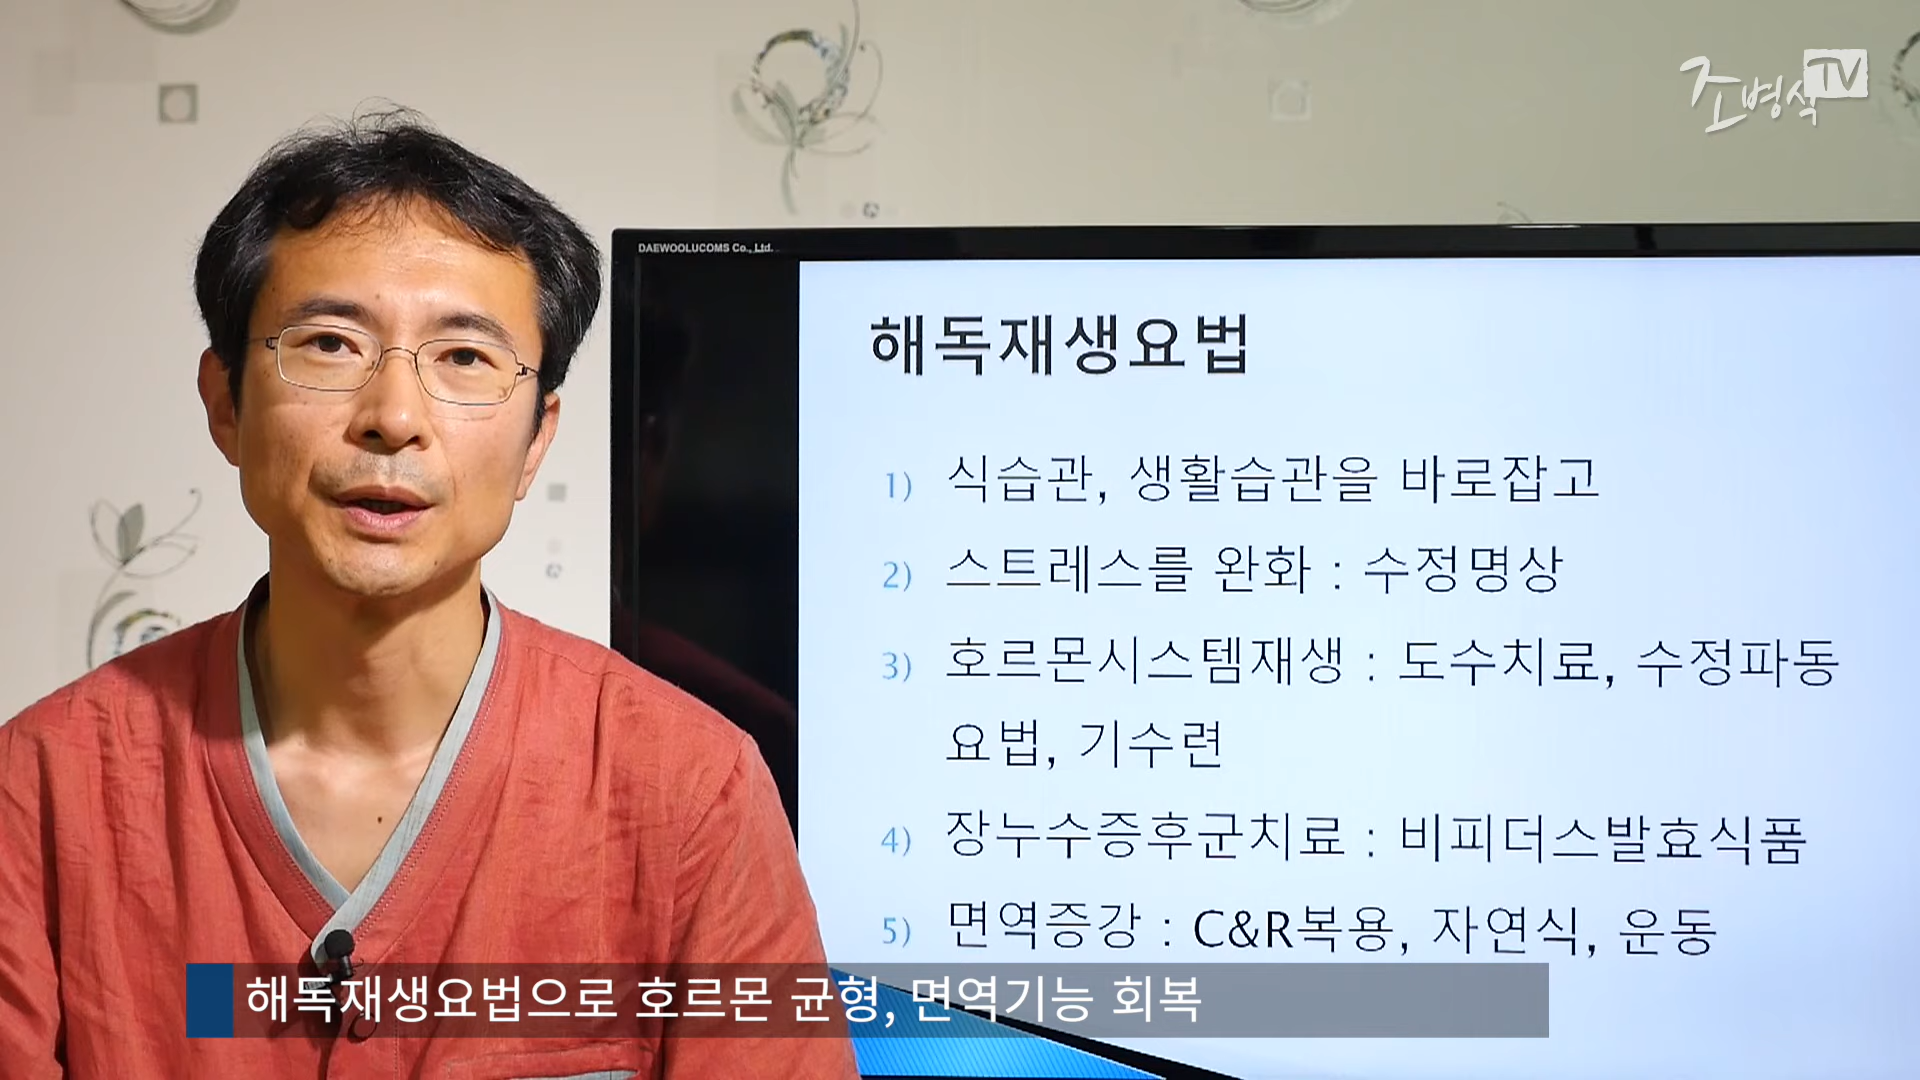 조병식TV
DAEWOOLUCOMS Co., Ltd.
해독재생요법
1) 식습관, 생활습관을 바로잡고
2) 스트레스를 완화 : 수정명상
3) 호르몬시스템재생 : 도수치료, 수정파동
요법, 기수련
4) 장누수증후군치료 : 비피더스발효식품
5) 면역증강 : C&R복용, 자연식, 운동
해독재생요법으로 호르몬 균형, 면역기능 회복